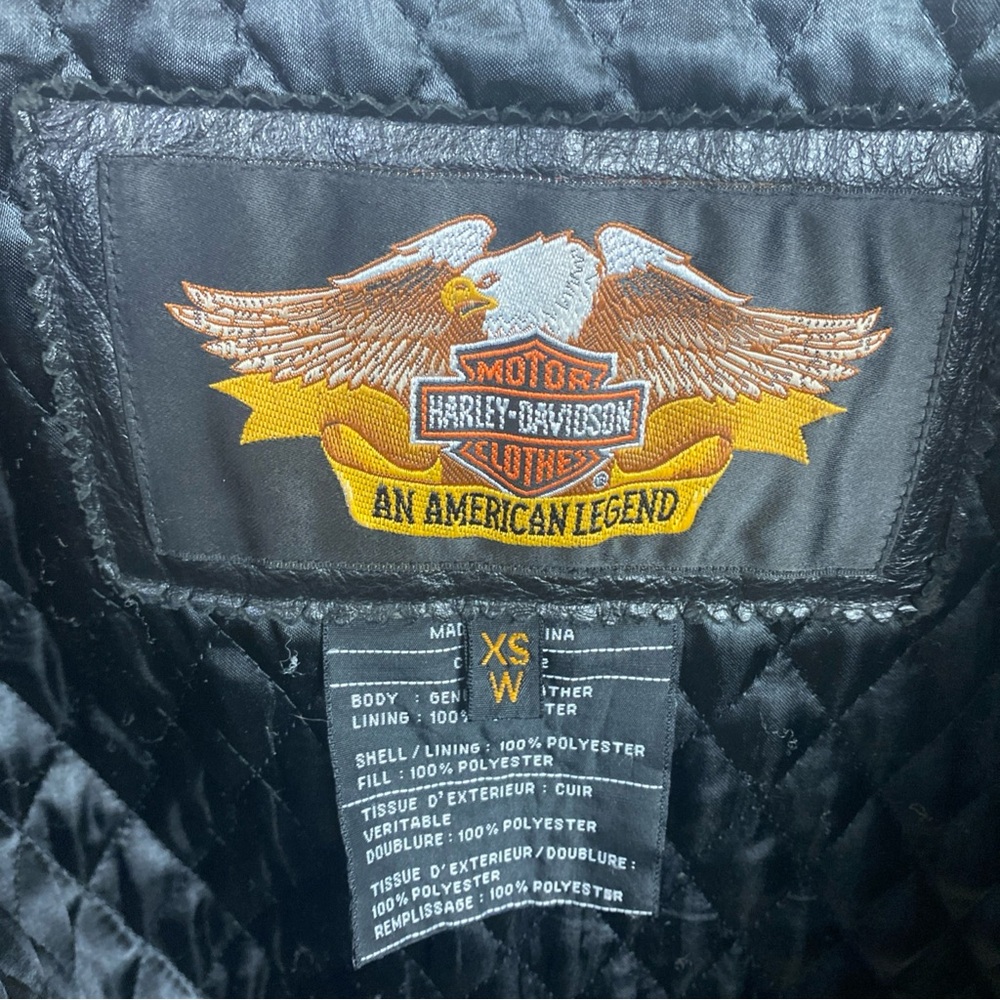 MOTOR
HARLEY-DAVIDSON
CLOTHES
®
AN AMERICAN LEGEND
XS
W
BODY :
LINING : 100%
SHELL / LINING : 100% POLYESTER
FILL : 100% POLYESTER
TISSUE D'EXTERIEUR : CUIR
VERITABLE
DOUBLURE : 100% POLYESTER
TISSUE D'EXTERIEUR / DOUBLURE :
100% POLYESTER
REMPLISSAGE : 100% POLYESTER